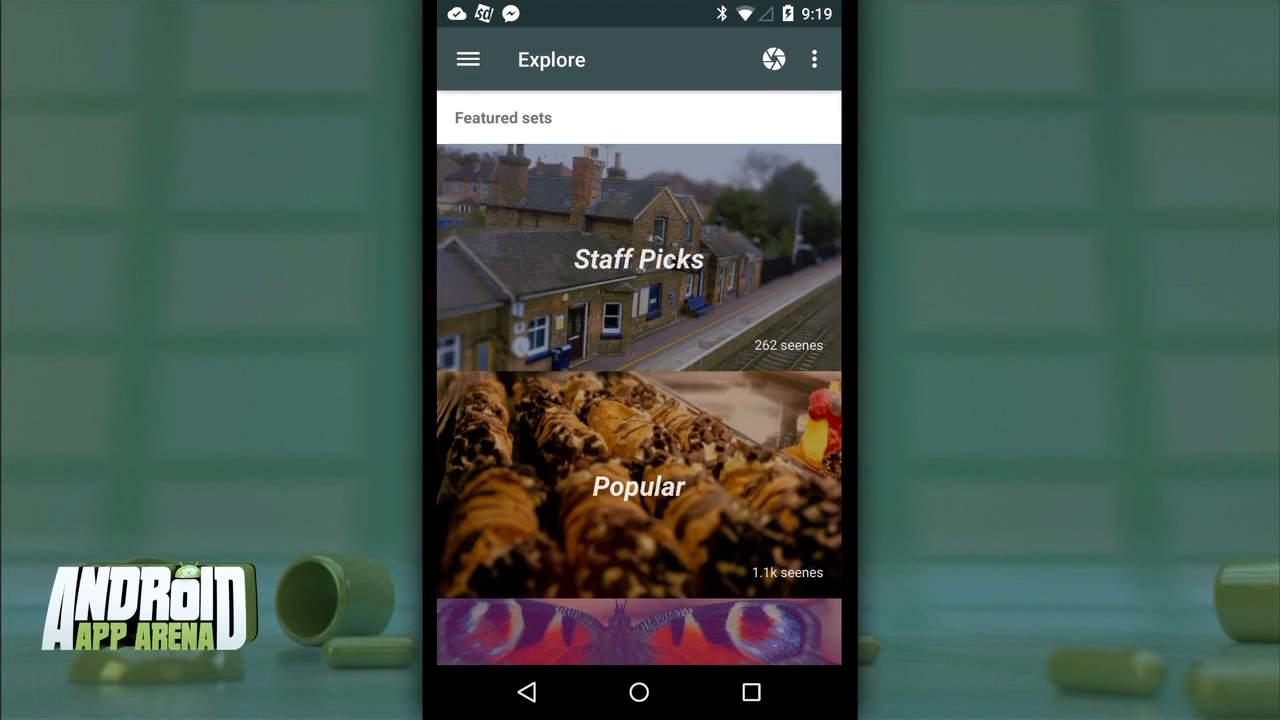 9:19
Explore
Featured sets
Staff Picks
262 seenes
Popular
1.1k seenes
ANDROID
APP ARENA